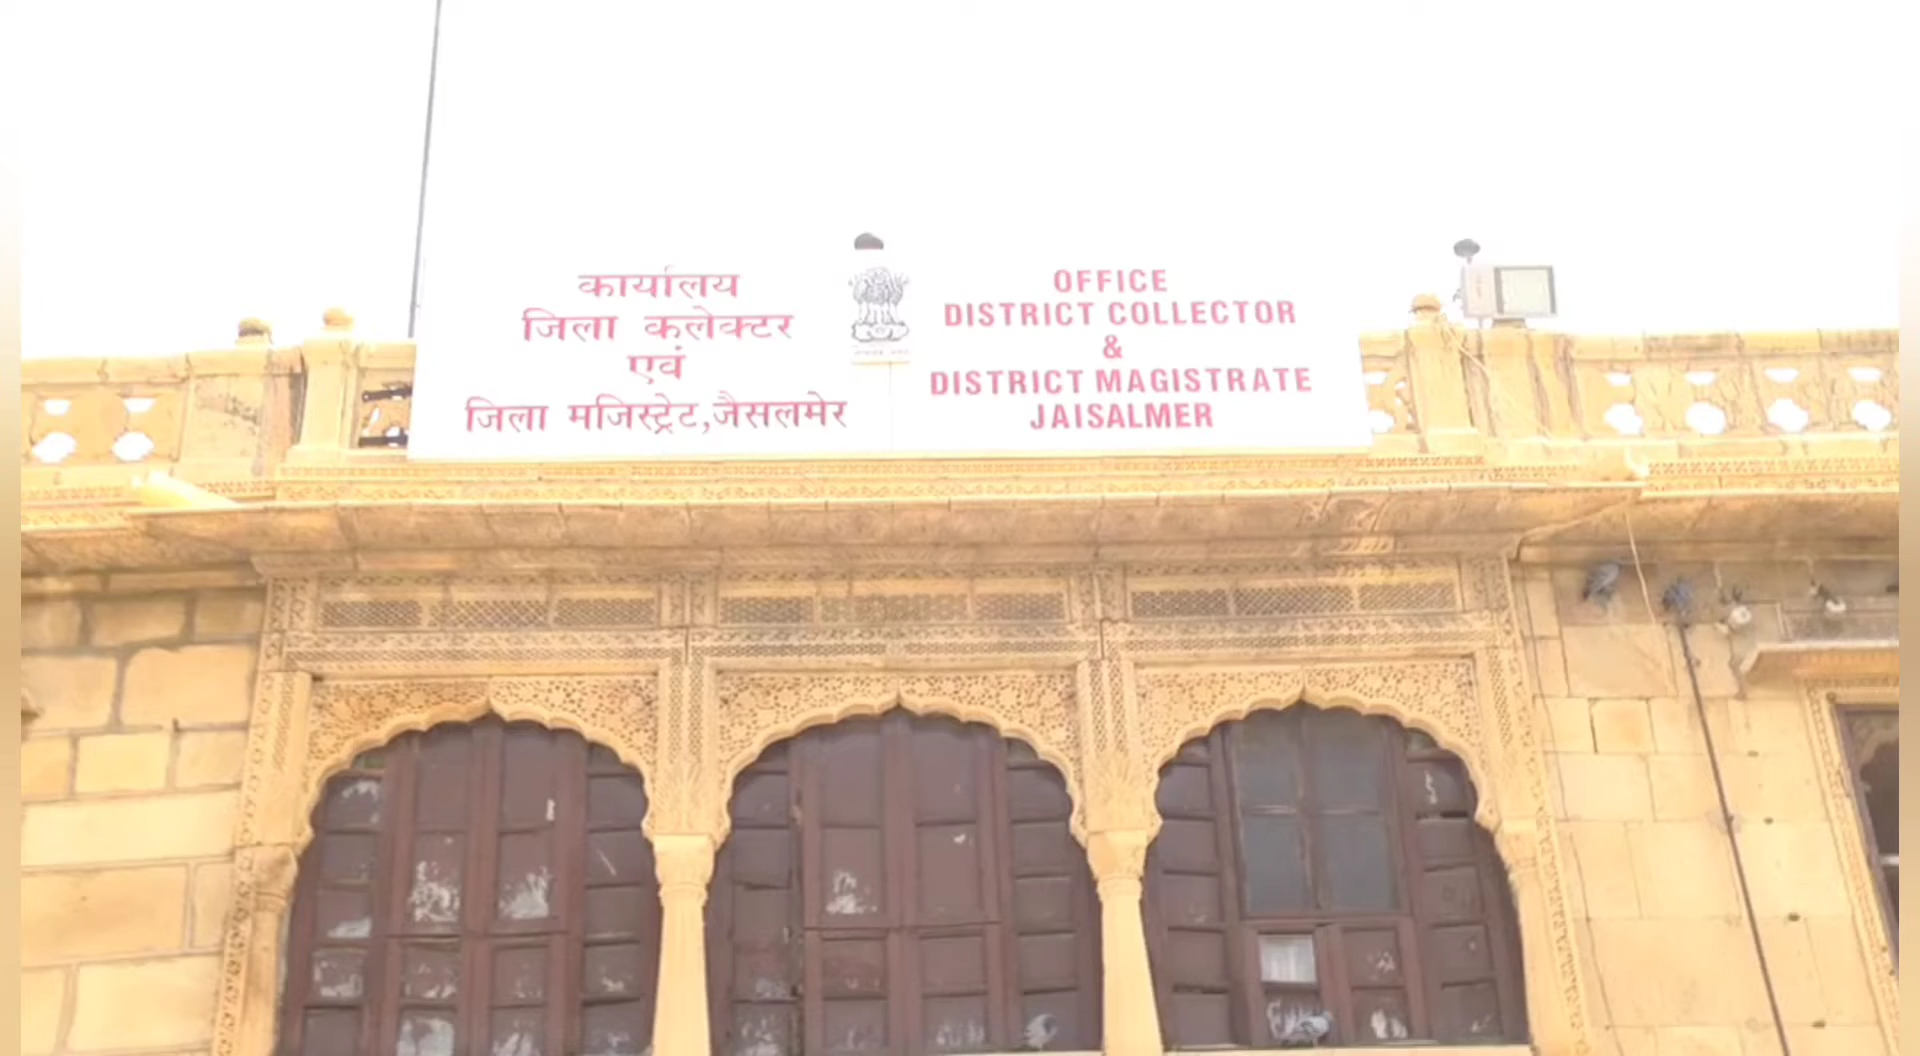 कार्यालय
जिला कलेक्टर
एवं
जिला मजिस्ट्रेट,जैसलमेर
OFFICE
DISTRICT COLLECTOR
&
DISTRICT MAGISTRATE
JAISALMER